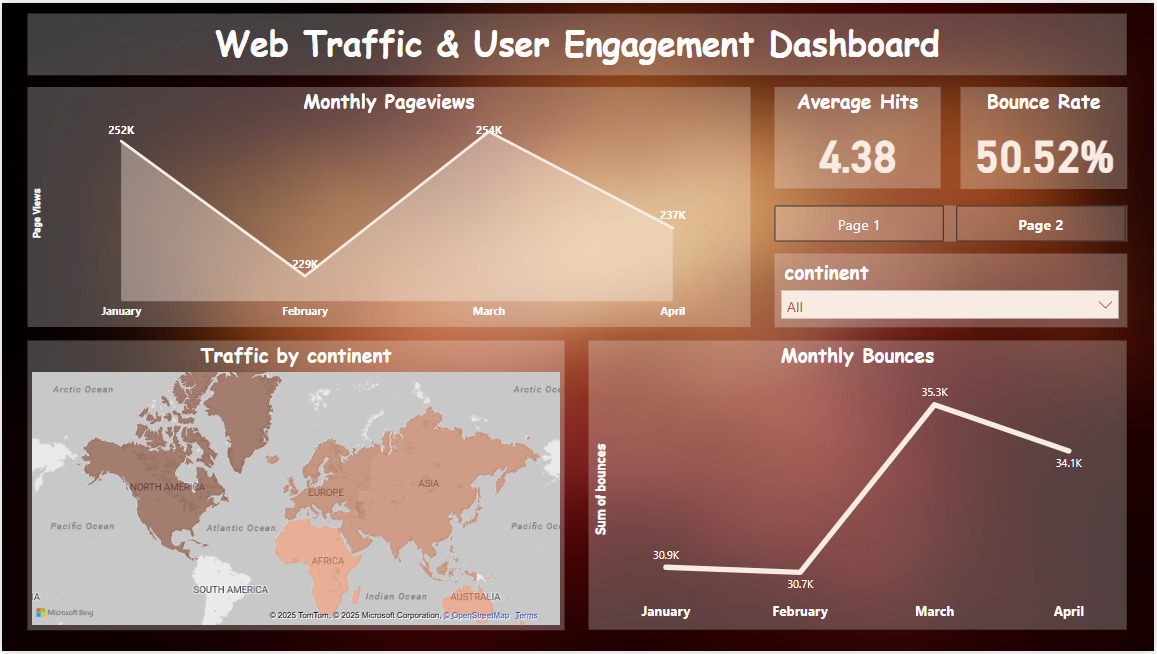 Web Traffic & User Engagement Dashboard
Monthly Pageviews
252K
254K
237K
229K
Page Views
January February March April
Average Hits
4.38
Bounce Rate
50.52%
Page 1
Page 2
continent
All
Traffic by continent
Arctic Ocean
Arctic Oc
NORTH AMERICA
EUROPE
ASIA
Pacific Ocean
Atlantic Ocean
Pacific Oc
AFRICA
SOUTH AMERICA
Indian Ocean
AUSTRALIA
IA
Microsoft Bing
© 2025 TomTom, © 2025 Microsoft Corporation, © OpenStreetMap Terms
Monthly Bounces
35.3K
34.1K
30.9K
30.7K
Sum of bounces
January February March April